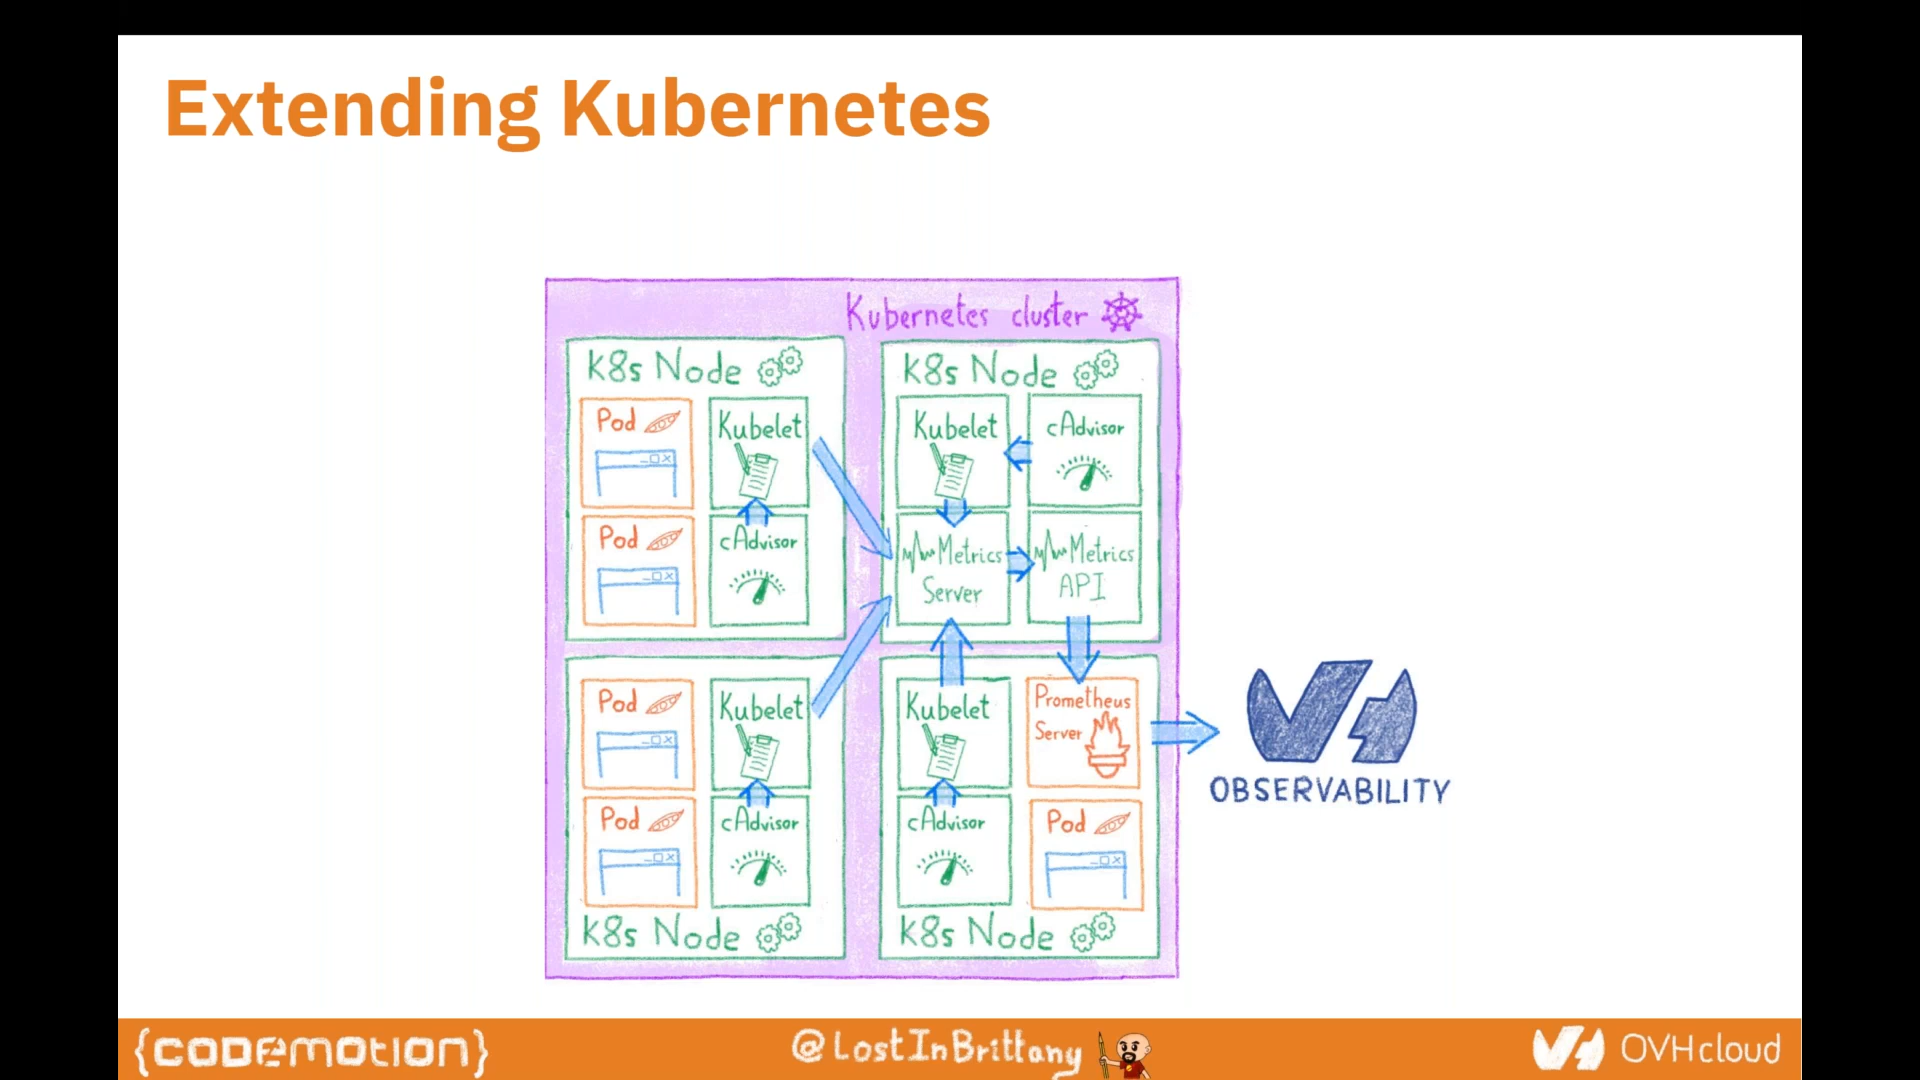 Extending Kubernetes
Kubernetes cluster
K8s Node
Pod
Kubelet
Pod
cAdvisor
K8s Node
Kubelet
cAdvisor
Metrics
Server
Metrics
API
Pod
Kubelet
Pod
cAdvisor
K8s Node
Kubelet
Prometheus
Server
cAdvisor
Pod
K8s Node
OBSERVABILITY
{CODEMOTION}
@LostInBrittany
OVHcloud